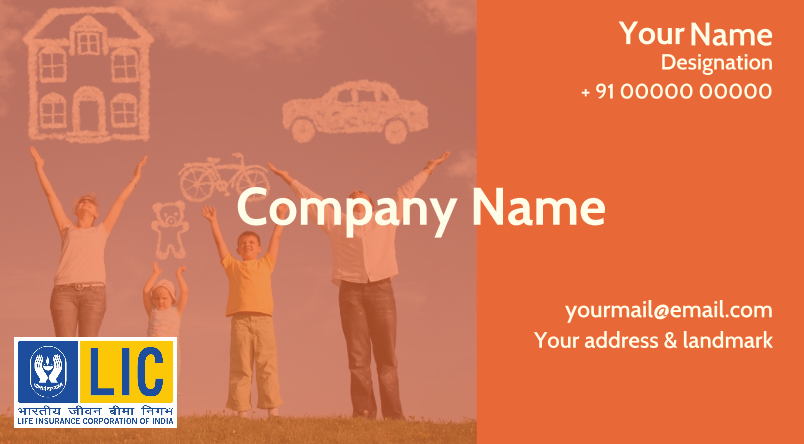 Your Name
Designation
+ 91 00000 00000
Company Name
yourmail@email.com
Your address & landmark
LIC
भारतीय जीवन बीमा निगम
LIFE INSURANCE CORPORATION OF INDIA